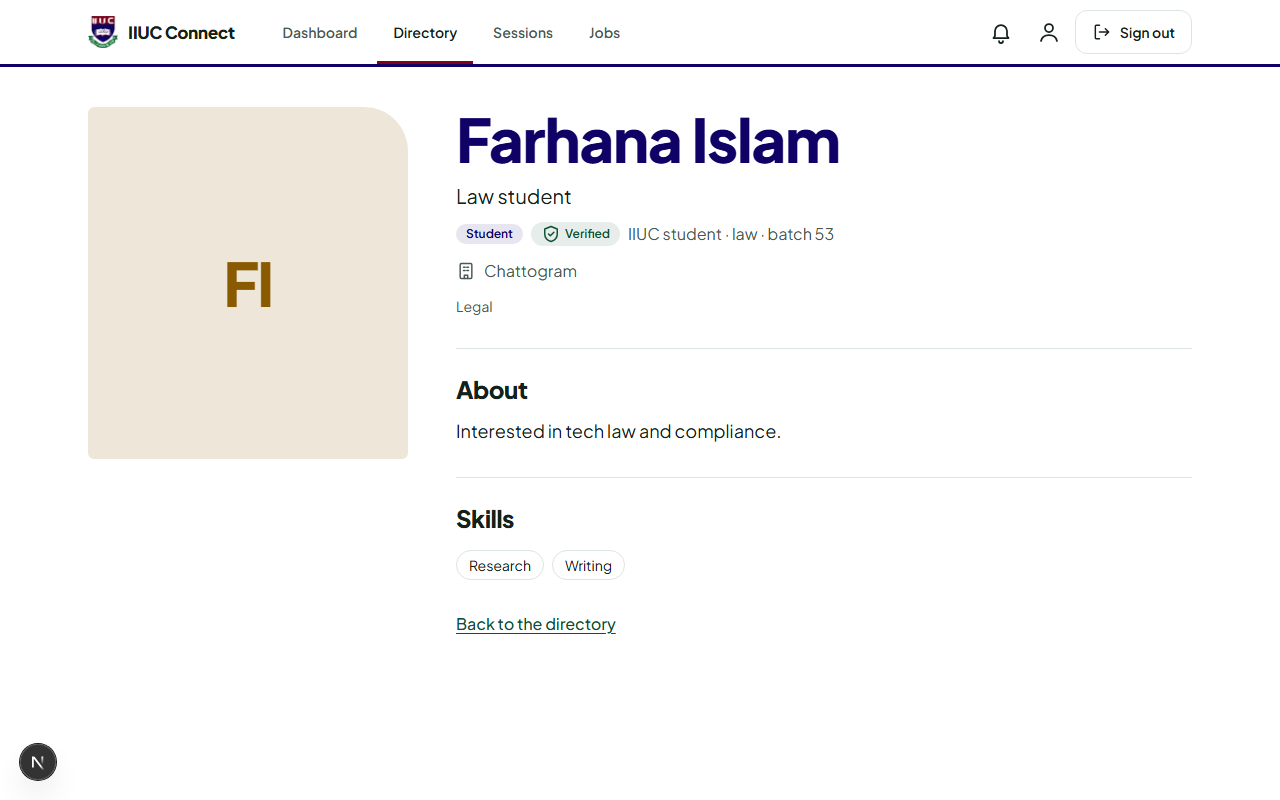 IIUC
IIUC Connect
Dashboard
Directory
Sessions
Jobs
Sign out
FI
Farhana Islam
Law student
Student
Verified
IIUC student · law · batch 53
Chattogram
Legal
About
Interested in tech law and compliance.
Skills
Research
Writing
Back to the directory
N